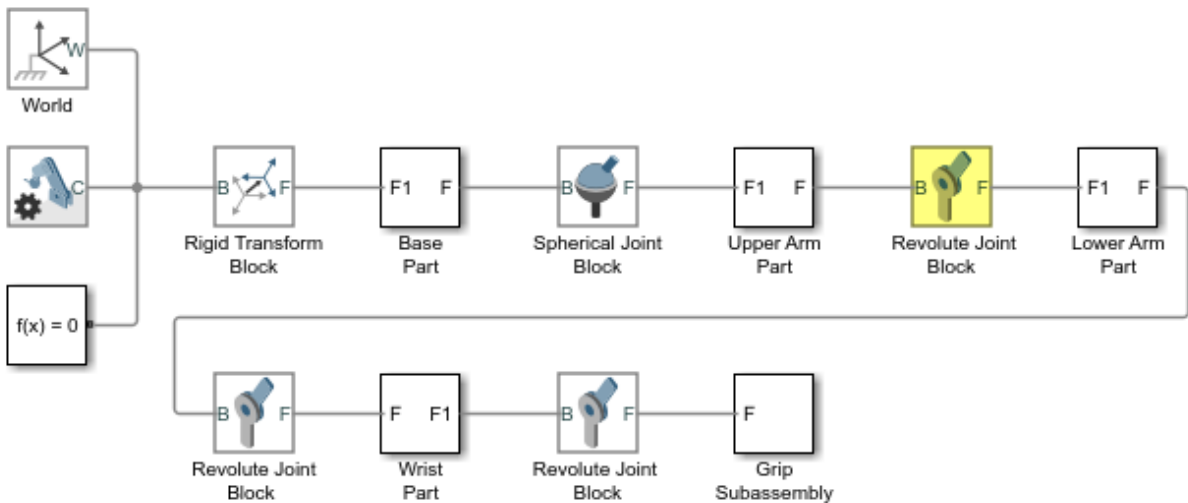 W
World
C
B F F1 F B F F1 F B F F1 F
Rigid Transform Base Spherical Joint Upper Arm Revolute Joint Lower Arm
Block Part Block Part Block Part
f(x) = 0
B F F F1 B F F
Revolute Joint Wrist Revolute Joint Grip
Block Part Block Subassembly